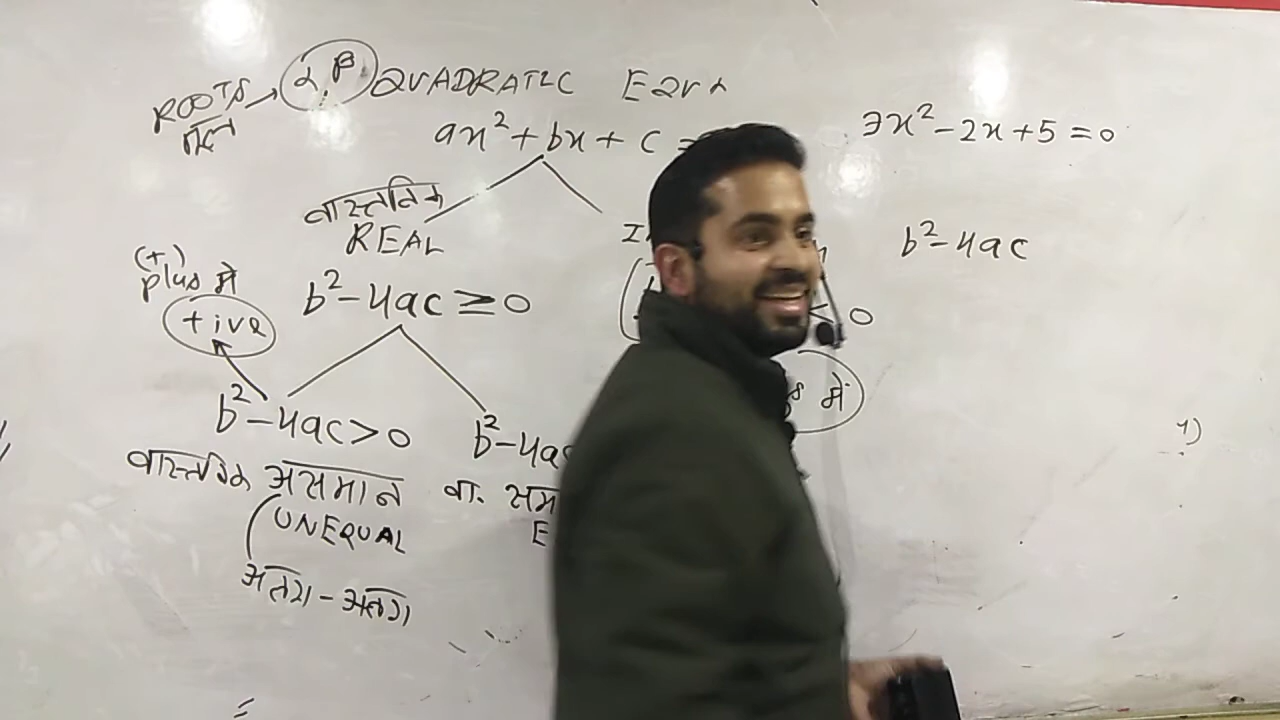 ROOTS → α, β QUADRATIC EQU
मूल
ax² + bx + c =
वास्तविक
REAL
(+)
plus मे
+ive
b² - 4ac ≥ 0
b² - 4ac > 0
b² - 4ac
वास्तविक असमान
UNEQUAL
अलग - अलग
वा. सम
E
I
< 0
में
3x² - 2x + 5 = 0
b² - 4ac